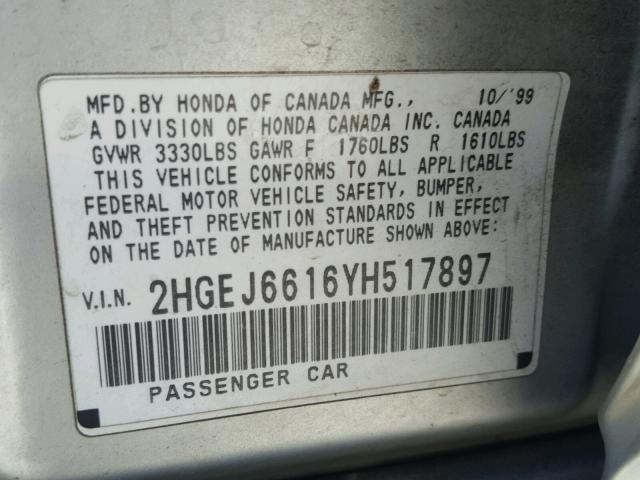 MFD.BY HONDA OF CANADA MFG., 10/'99
A DIVISION OF HONDA CANADA INC. CANADA
GVWR 3330LBS GAWR F 1760LBS R 1610LBS
THIS VEHICLE CONFORMS TO ALL APPLICABLE
FEDERAL MOTOR VEHICLE SAFETY, BUMPER,
AND THEFT PREVENTION STANDARDS IN EFFECT
ON THE DATE OF MANUFACTURE SHOWN ABOVE:
V.I.N. 2HGEJ6616YH517897
PASSENGER CAR